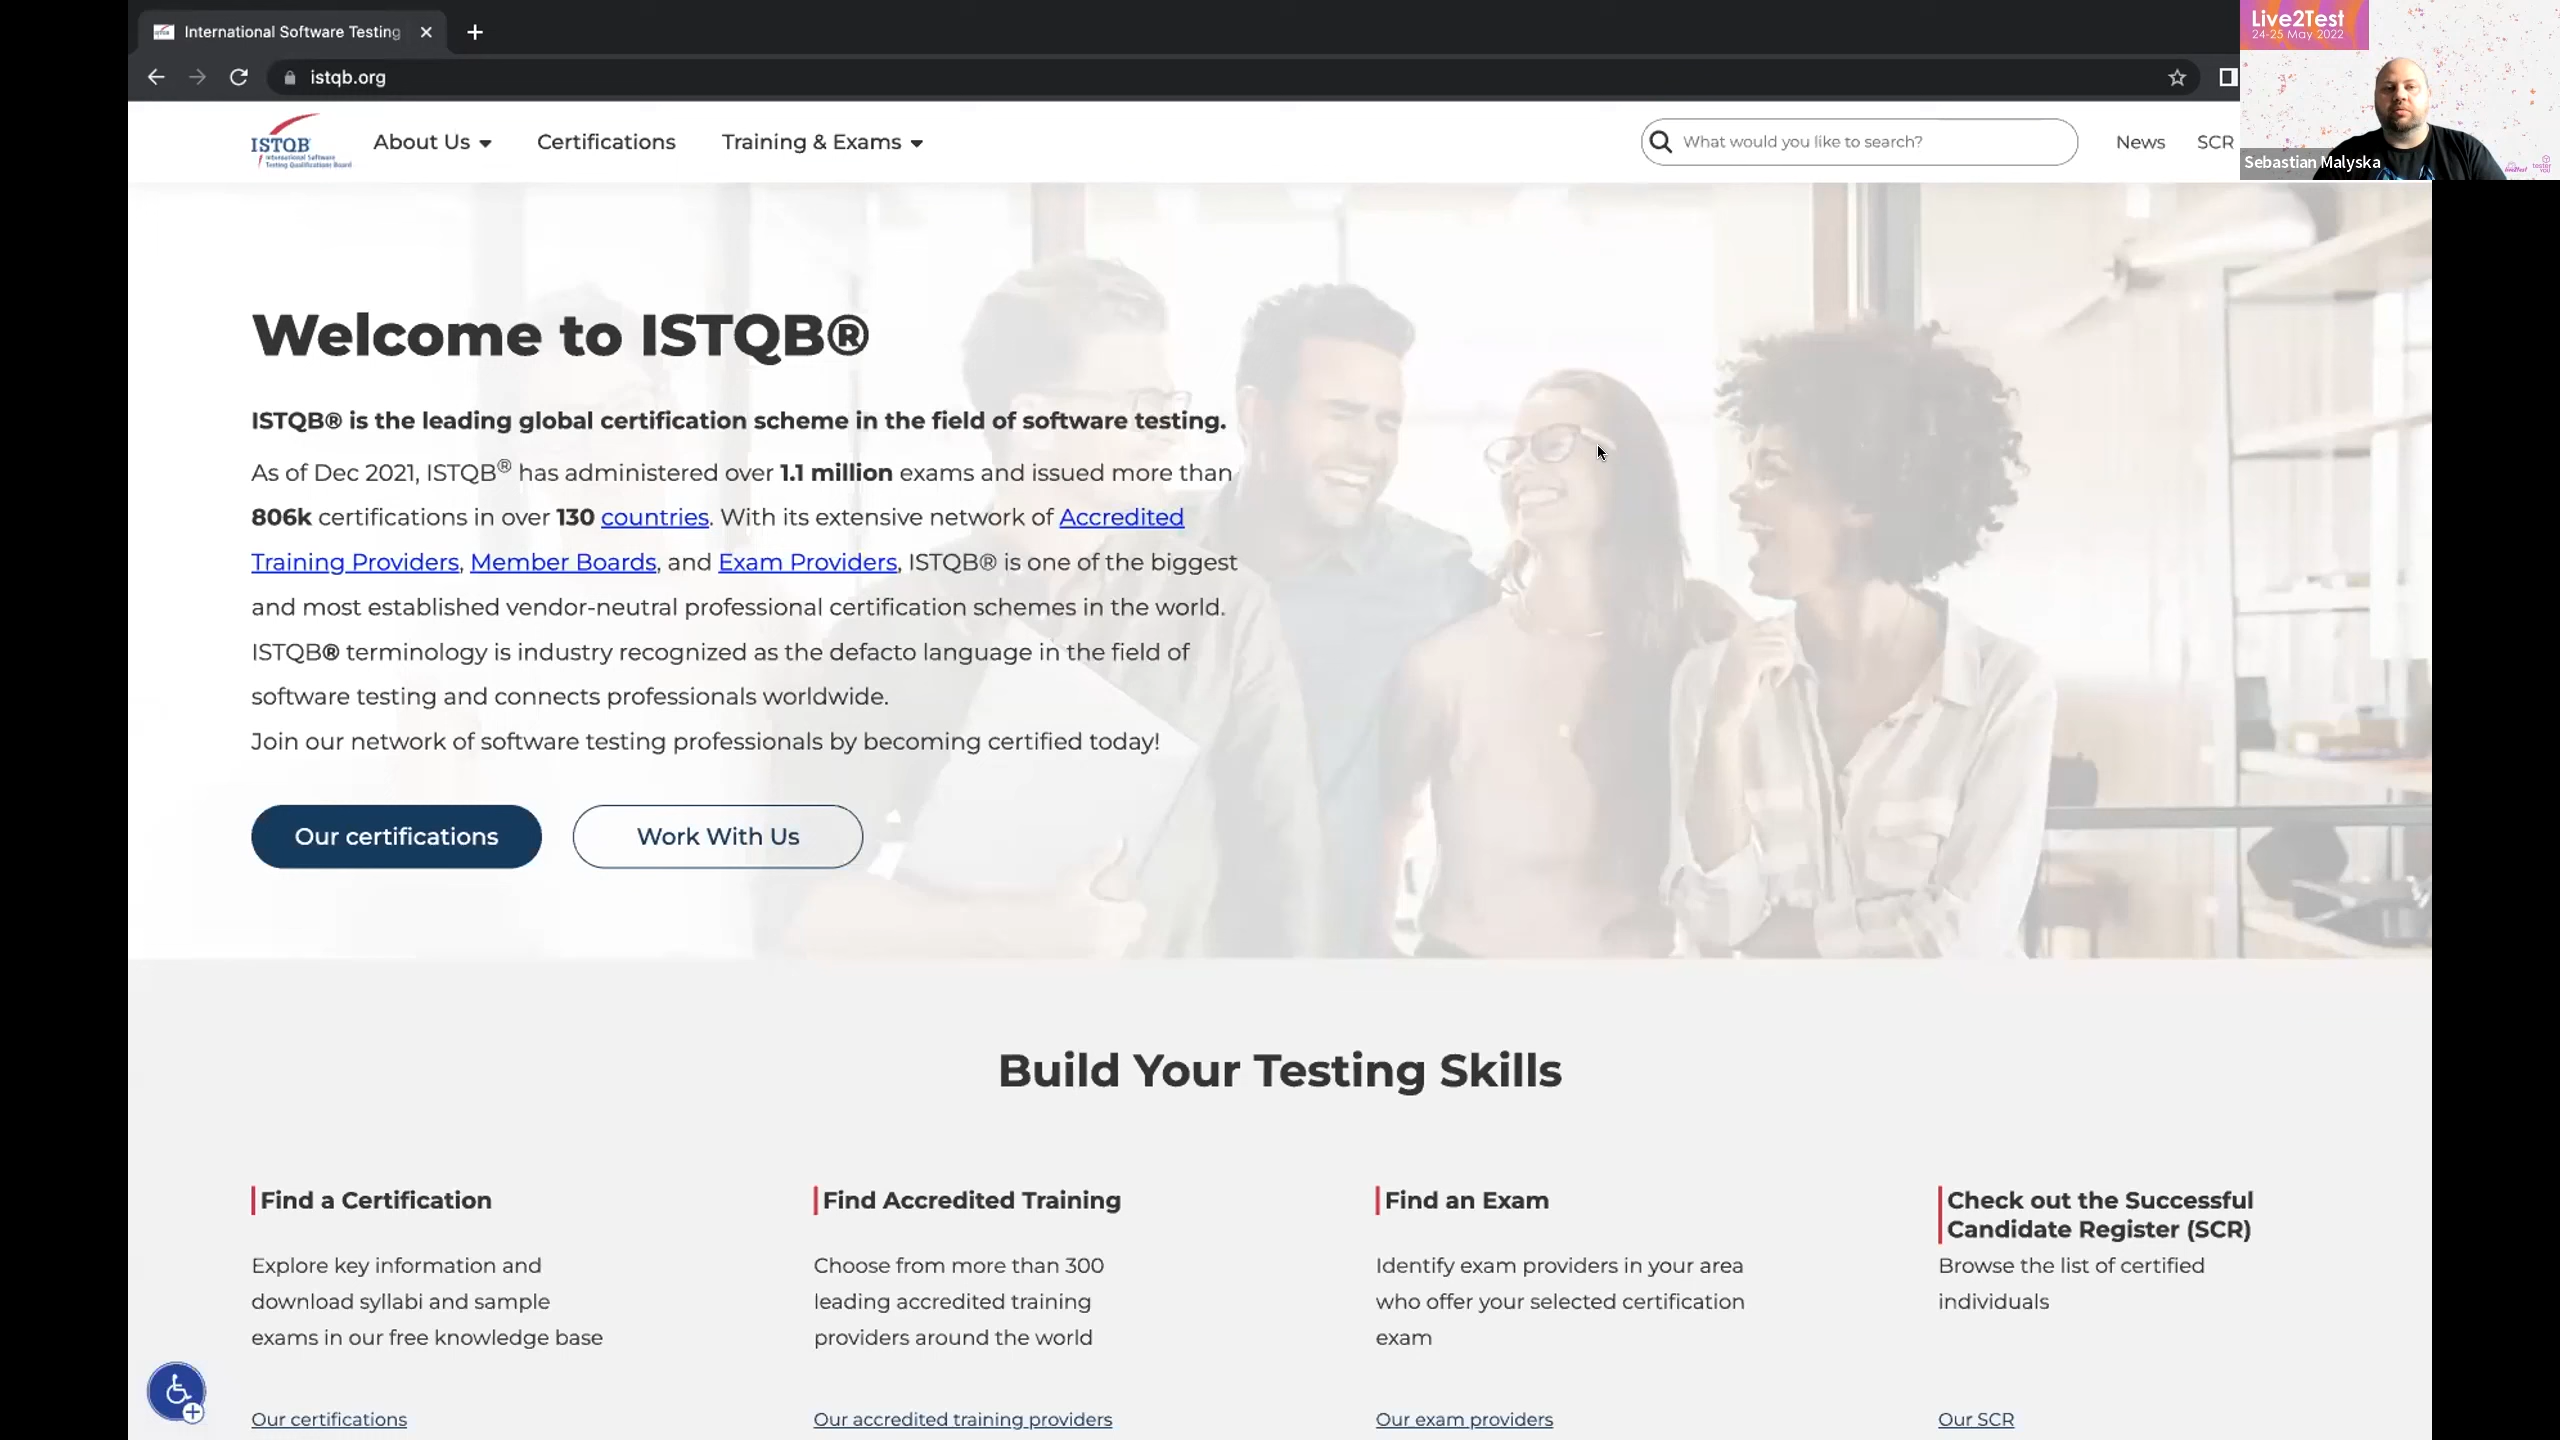 International Software Testing
Live2Test
24-25 May 2022
istqb.org
ISTQB®
International Software
Testing Qualifications Board
About Us
Certifications
Training & Exams
What would you like to search?
News
SCR
Sebastian Malyska
Welcome to ISTQB®
ISTQB® is the leading global certification scheme in the field of software testing.
As of Dec 2021, ISTQB® has administered over 1.1 million exams and issued more than
806k certifications in over 130 countries. With its extensive network of Accredited
Training Providers, Member Boards, and Exam Providers, ISTQB® is one of the biggest
and most established vendor-neutral professional certification schemes in the world.
ISTQB® terminology is industry recognized as the defacto language in the field of
software testing and connects professionals worldwide.
Join our network of software testing professionals by becoming certified today!
Our certifications
Work With Us
Build Your Testing Skills
Find a Certification
Explore key information and
download syllabi and sample
exams in our free knowledge base
Our certifications
Find Accredited Training
Choose from more than 300
leading accredited training
providers around the world
Our accredited training providers
Find an Exam
Identify exam providers in your area
who offer your selected certification
exam
Our exam providers
Check out the Successful
Candidate Register (SCR)
Browse the list of certified
individuals
Our SCR